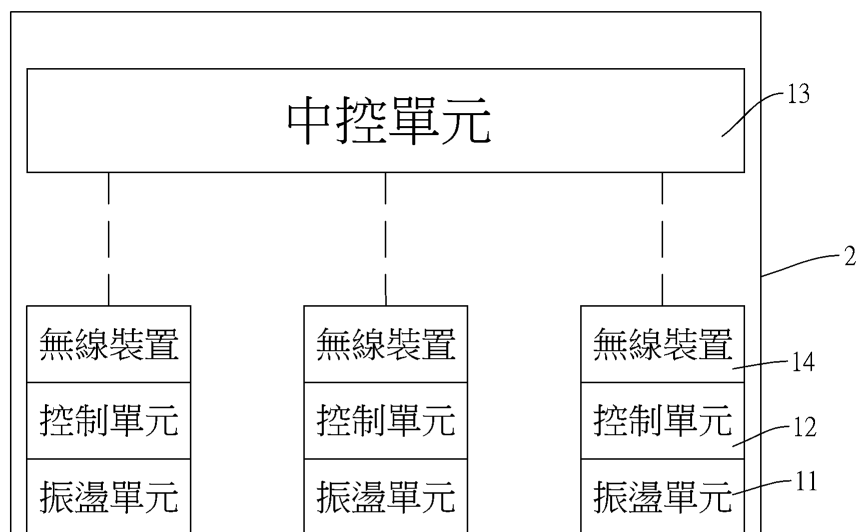 中控單元
13
2
無線裝置 無線裝置 無線裝置
14
控制單元 控制單元 控制單元
12
振盪單元 振盪單元 振盪單元
11